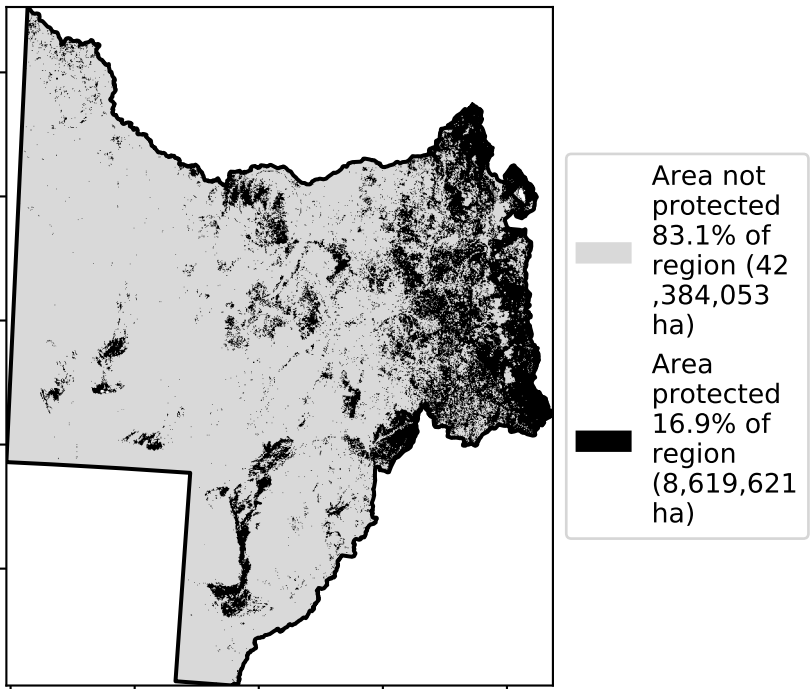 Area not
protected
83.1% of
region (42
,384,053
ha)
Area
protected
16.9% of
region
(8,619,621
ha)